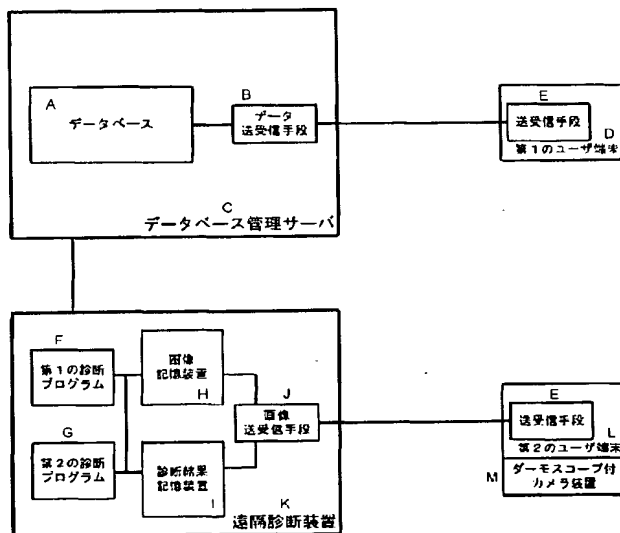 A
データベース
B
データ
送受信手段
C
データベース管理サーバ
E
送受信手段
D
第1のユーザ端末
F
第1の診断
プログラム
画像
記憶装置
H
G
第2の診断
プログラム
診断結果
記憶装置
I
J
画像
送受信手段
K
遠隔診断装置
E
送受信手段
L
第2のユーザ端末
M
ダーモスコープ付
カメラ装置